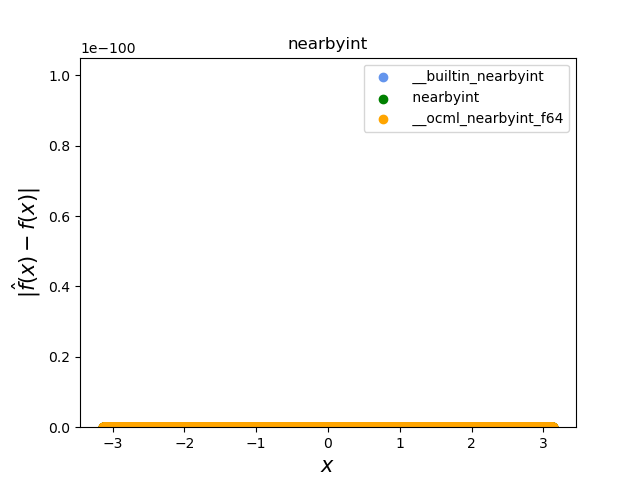 nearbyint
1e−100
1.0
0.8
0.6
0.4
0.2
0.0
|f̂(x) − f(x)|
__builtin_nearbyint
nearbyint
__ocml_nearbyint_f64
−3 −2 −1 0 1 2 3
x